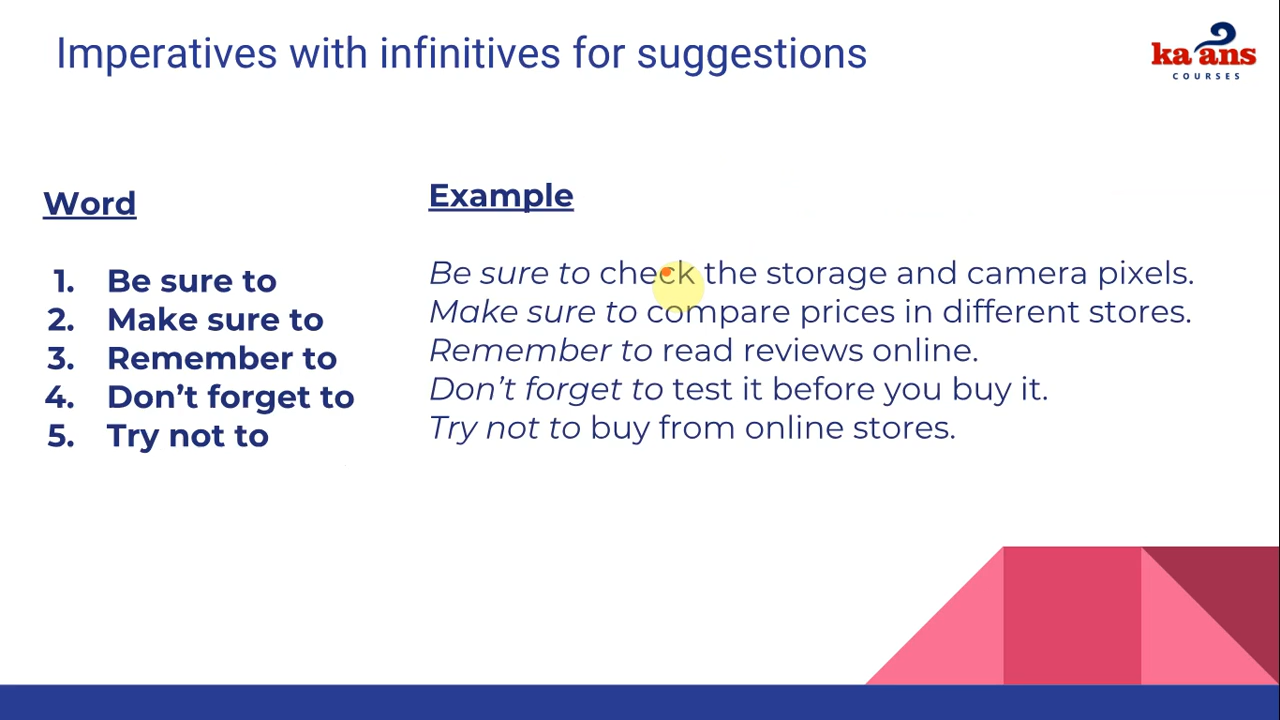 Imperatives with infinitives for suggestions
ka ans
COURSES
Word
1. Be sure to
2. Make sure to
3. Remember to
4. Don't forget to
5. Try not to
Example
Be sure to check the storage and camera pixels.
Make sure to compare prices in different stores.
Remember to read reviews online.
Don't forget to test it before you buy it.
Try not to buy from online stores.